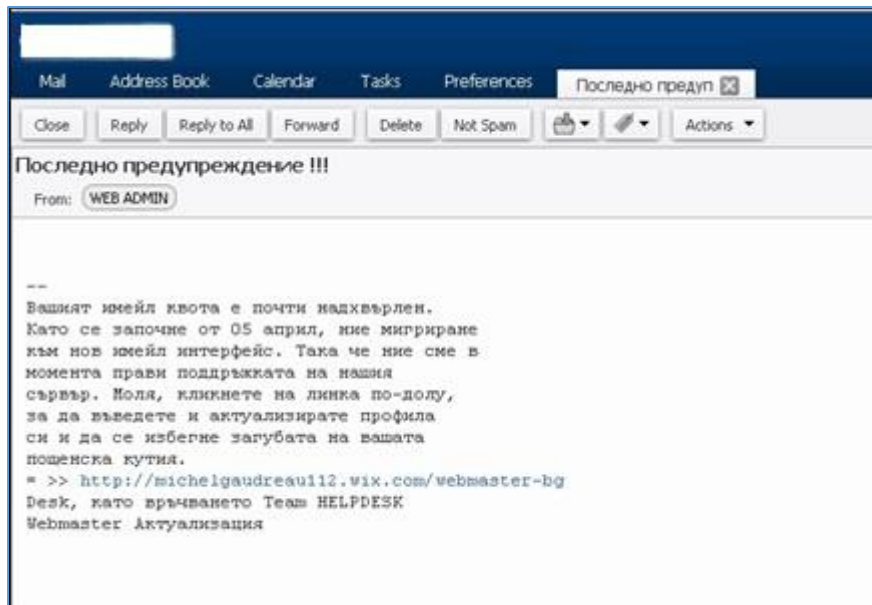 Mail Address Book Calendar Tasks Preferences Последно предуп
Close Reply Reply to All Forward Delete Not Spam Actions
Последно предупреждение !!!
From: WEB ADMIN
--
Вашият имейл квота е почти надхвърлен.
Като се започне от 05 април, ние мигриране
към нов имейл интерфейс. Така че ние сме в
момента прави поддръжката на нашия
сървър. Моля, кликнете на линка по-долу,
за да въведете и актуализирате профила
си и да се избегне загубата на вашата
пощенска кутия.
= >> http://michelgaudreau112.wix.com/webmaster-bg
Desk, като връчването Team HELPDESK
Webmaster Актуализация